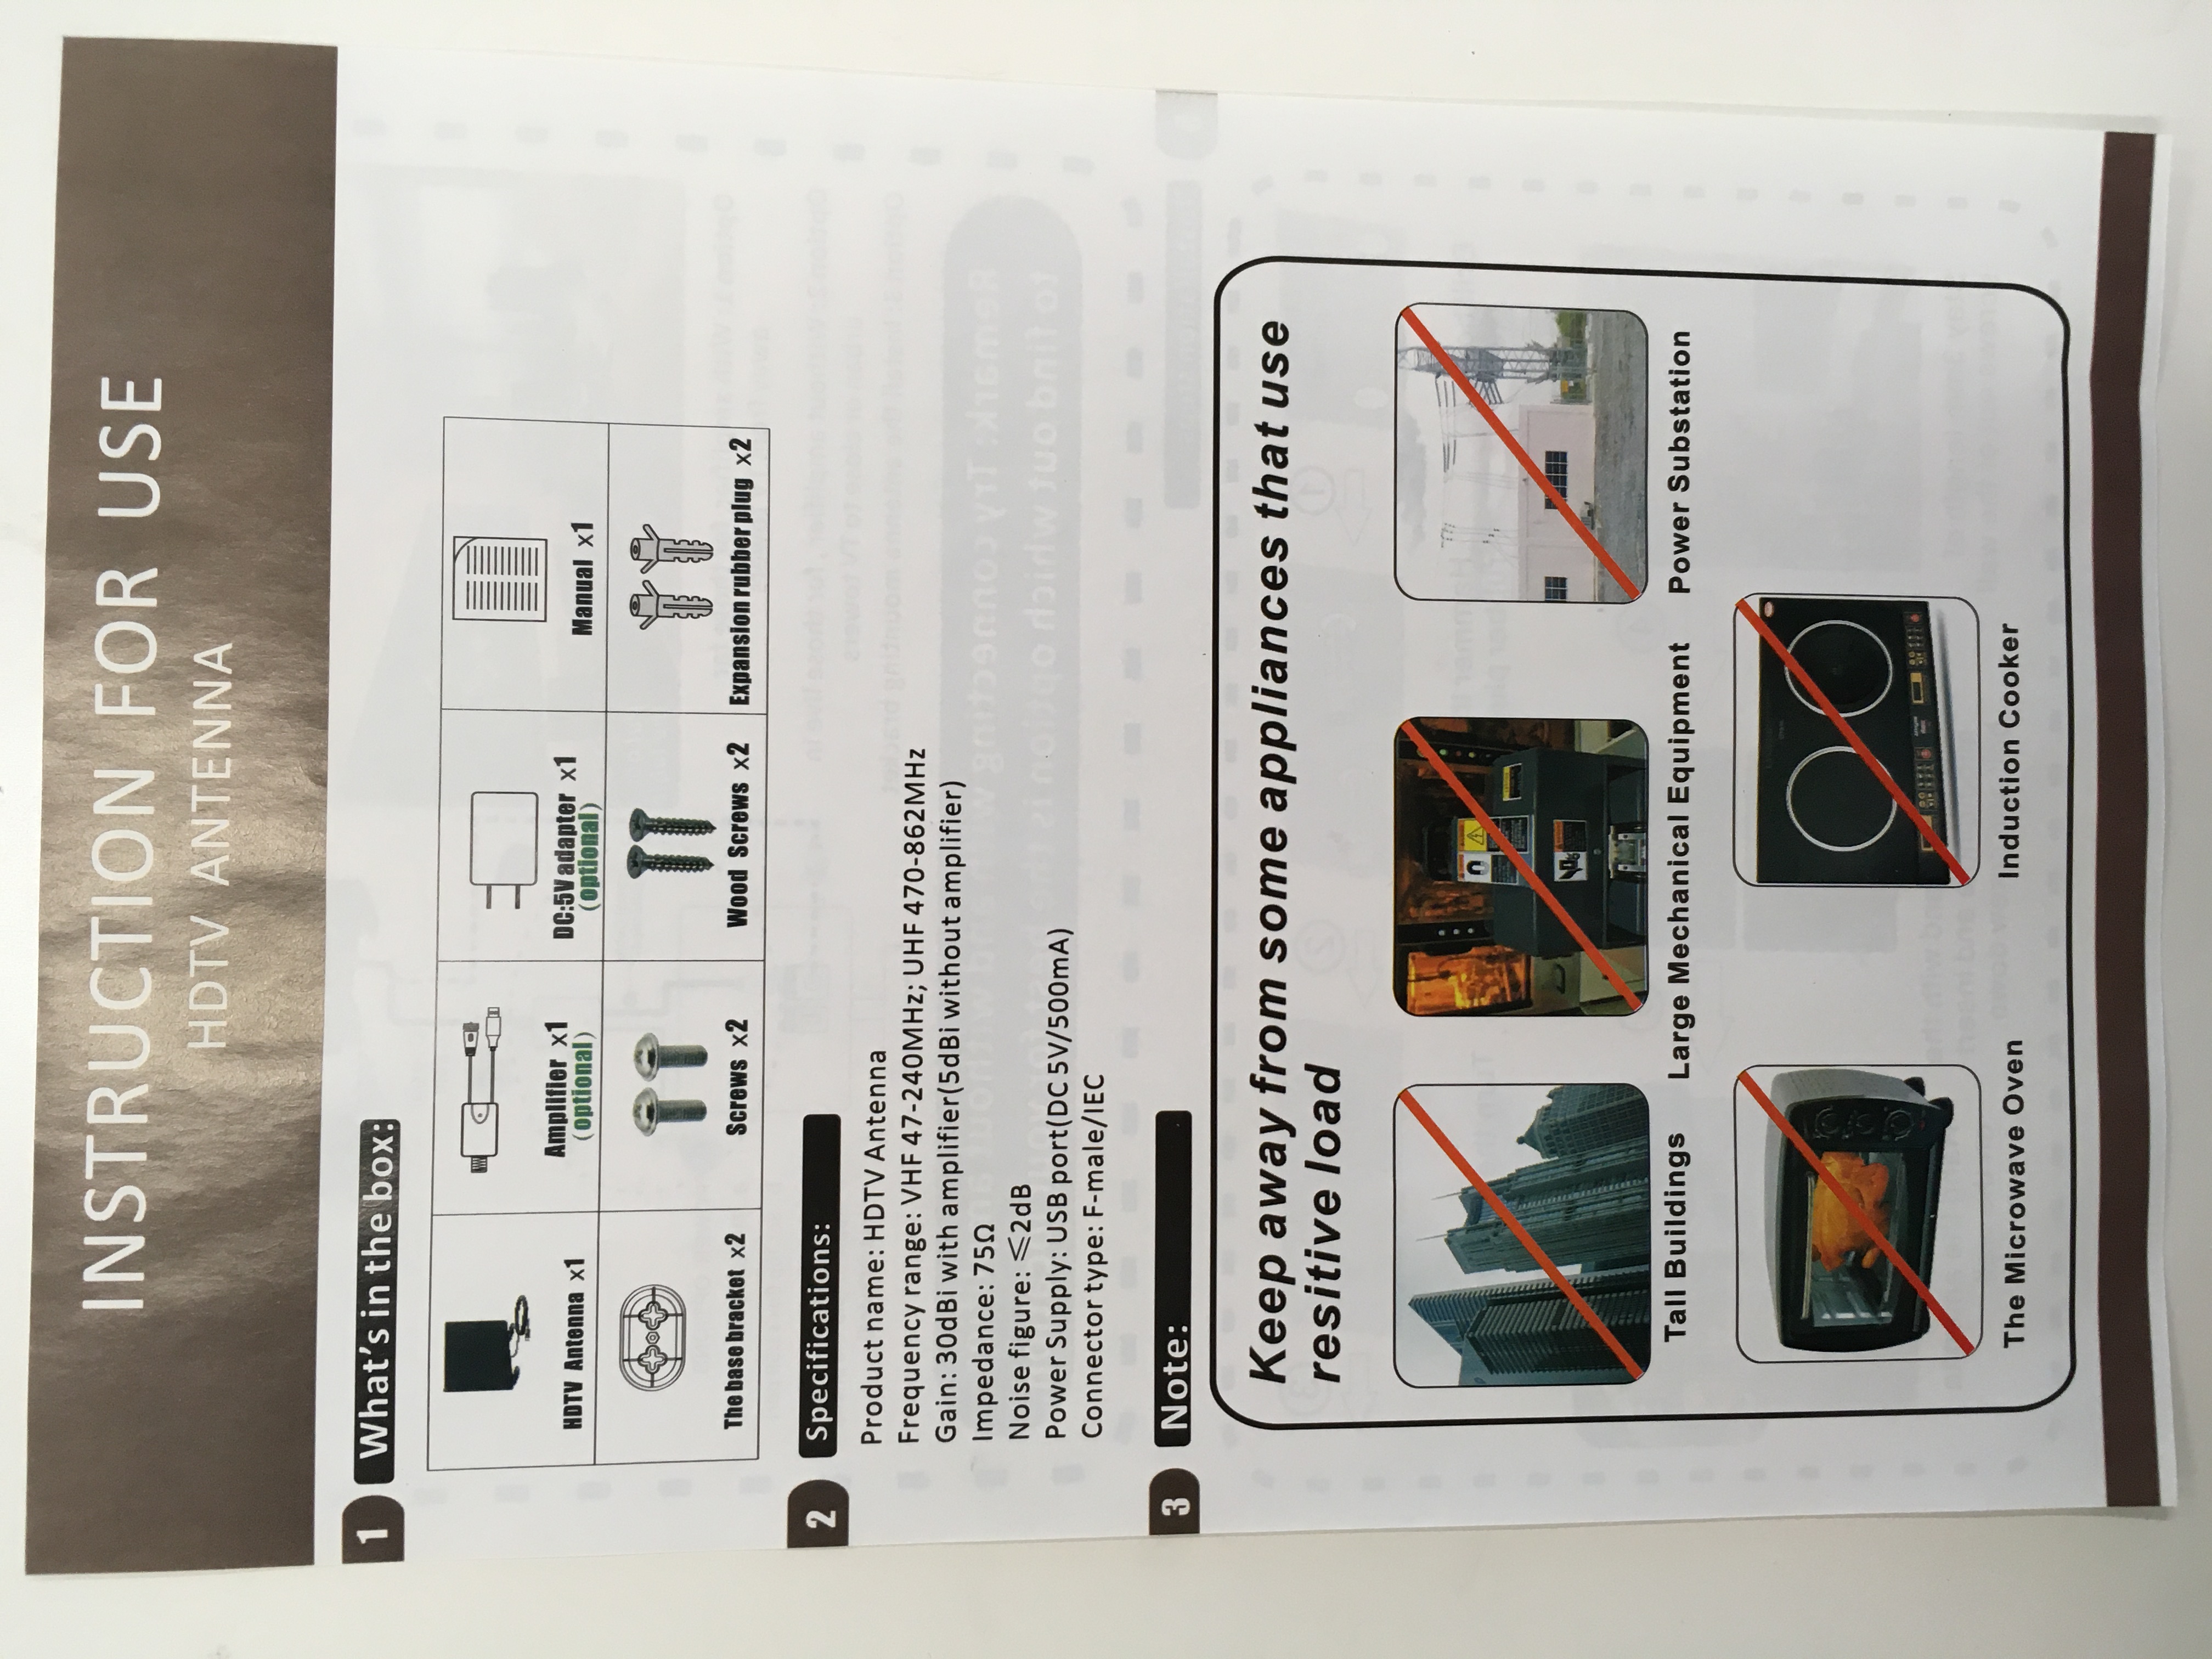 INSTRUCTION FOR USE
HDTV ANTENNA
1 What's in the box:
HDTV Antenna x1
Amplifier x1
(optional)
DC:5V adapter x1
(optional)
Manual x1
The base bracket x2
Screws x2
Wood Screws x2
Expansion rubber plug x2
2 Specifications:
Product name: HDTV Antenna
Frequency range: VHF 47-240MHz; UHF 470-862MHz
Gain: 30dBi with amplifier(5dBi without amplifier)
Impedance: 75Ω
Noise figure: ≤2dB
Power Supply: USB port(DC 5V/500mA)
Connector type: F-male/IEC
3 Note:
Keep away from some appliances that use
resitive load
Tall Buildings
Large Mechanical Equipment
Power Substation
The Microwave Oven
Induction Cooker